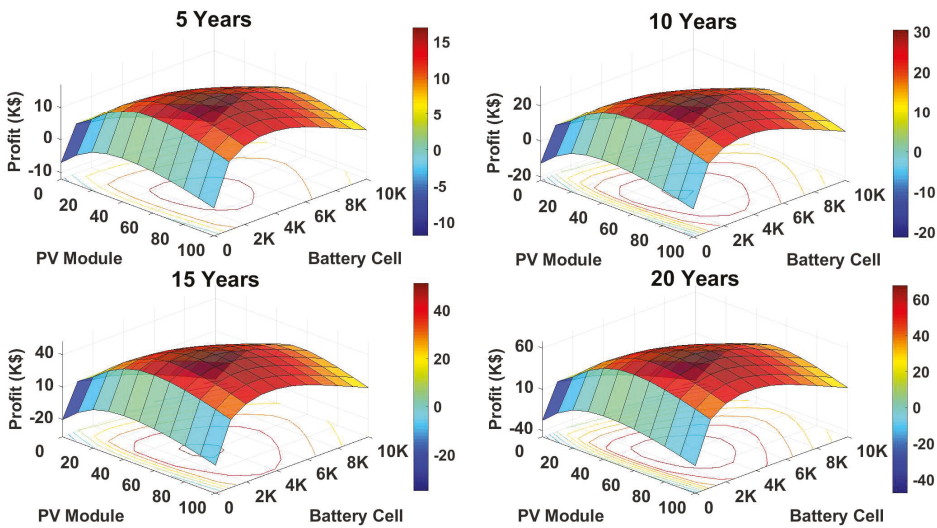 5 Years
Profit (K$)
10
0
-10
0
20
40
60
80
100
0
2K
4K
6K
8K
10K
PV Module
Battery Cell
15
10
5
0
-5
-10
10 Years
Profit (K$)
20
0
-20
0
20
40
60
80
100
0
2K
4K
6K
8K
10K
PV Module
Battery Cell
30
20
10
0
-10
-20
15 Years
Profit (K$)
40
10
-20
0
20
40
60
80
100
0
2K
4K
6K
8K
10K
PV Module
Battery Cell
40
20
0
-20
20 Years
Profit (K$)
60
10
-40
0
20
40
60
80
100
0
2K
4K
6K
8K
10K
PV Module
Battery Cell
60
40
20
0
-20
-40